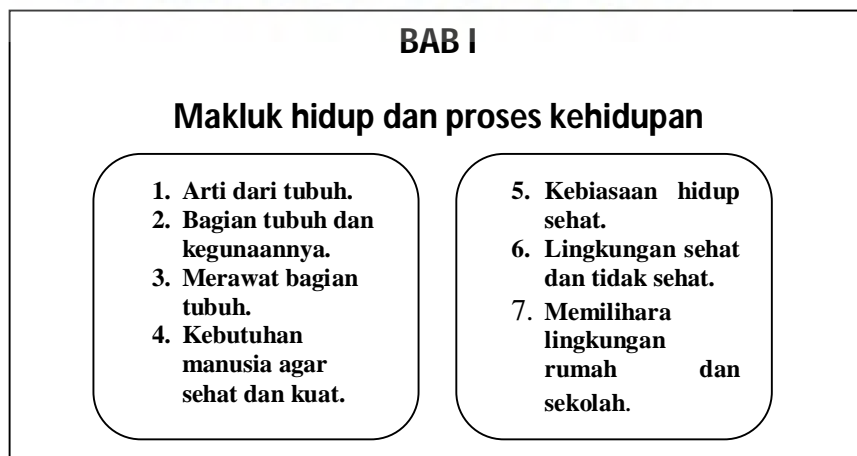 BAB I
Makluk hidup dan proses kehidupan
1. Arti dari tubuh.
2. Bagian tubuh dan
kegunaannya.
3. Merawat bagian
tubuh.
4. Kebutuhan
manusia agar
sehat dan kuat.
5. Kebiasaan hidup
sehat.
6. Lingkungan sehat
dan tidak sehat.
7. Memilihara
lingkungan
rumah dan
sekolah.